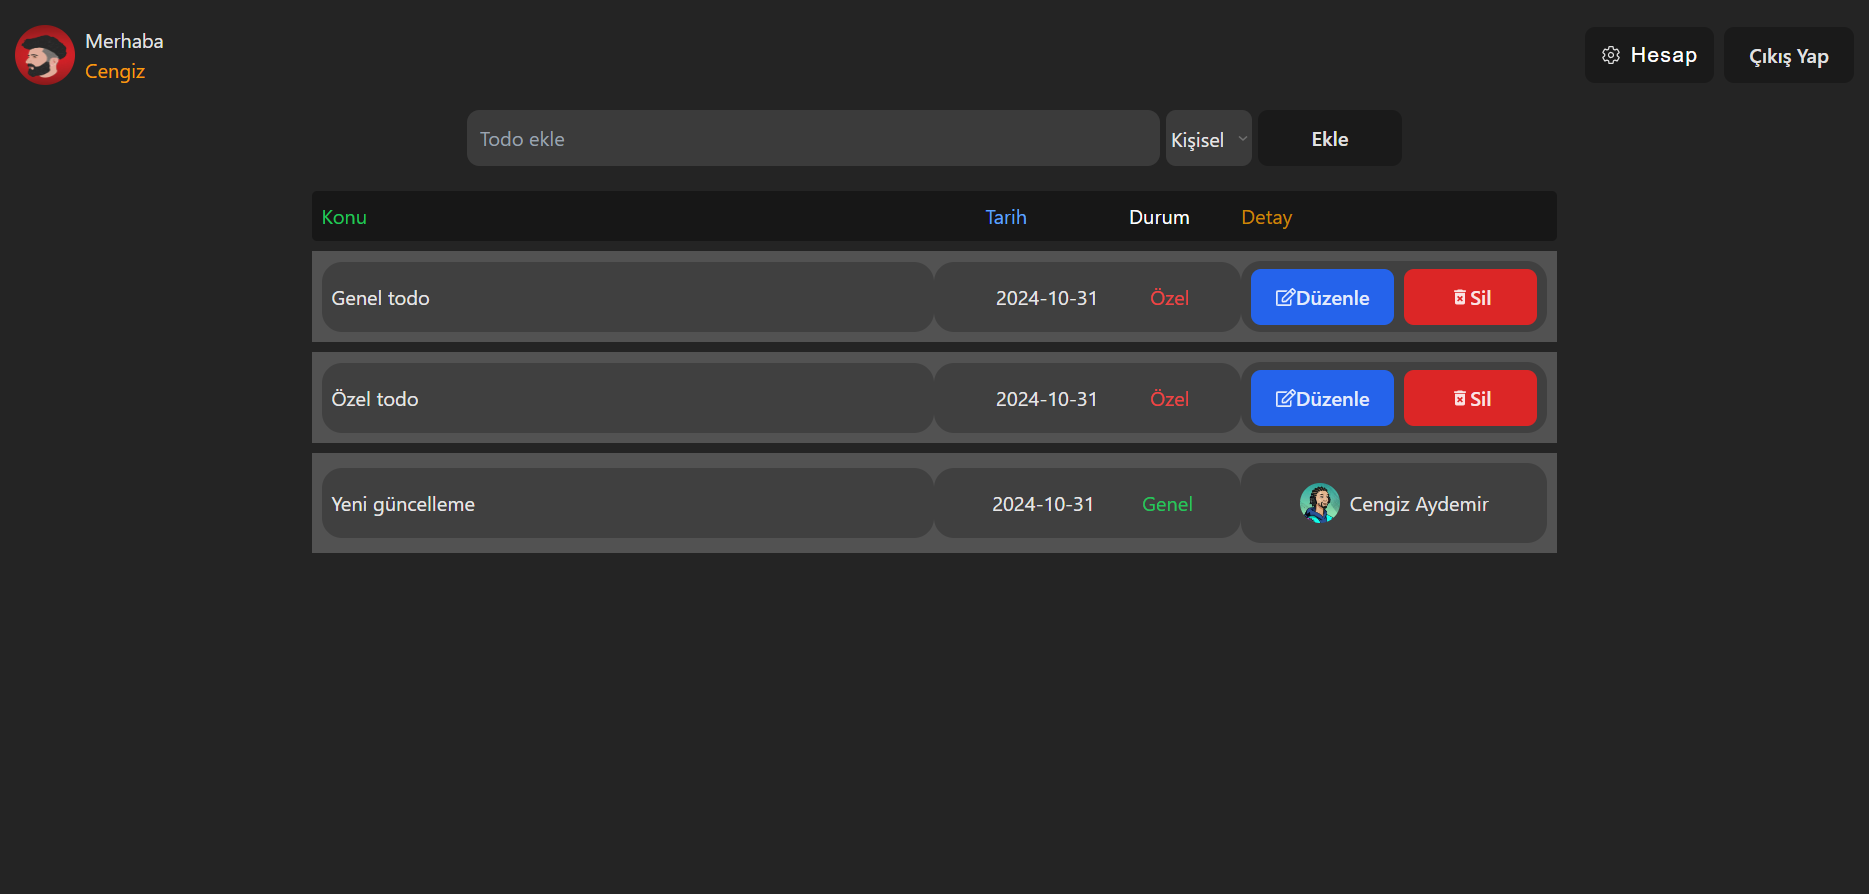 Merhaba
Cengiz
Hesap
Çıkış Yap
Todo ekle
Kişisel
Ekle
Konu Tarih Durum Detay
Genel todo 2024-10-31 Özel Düzenle Sil
Özel todo 2024-10-31 Özel Düzenle Sil
Yeni güncelleme 2024-10-31 Genel Cengiz Aydemir